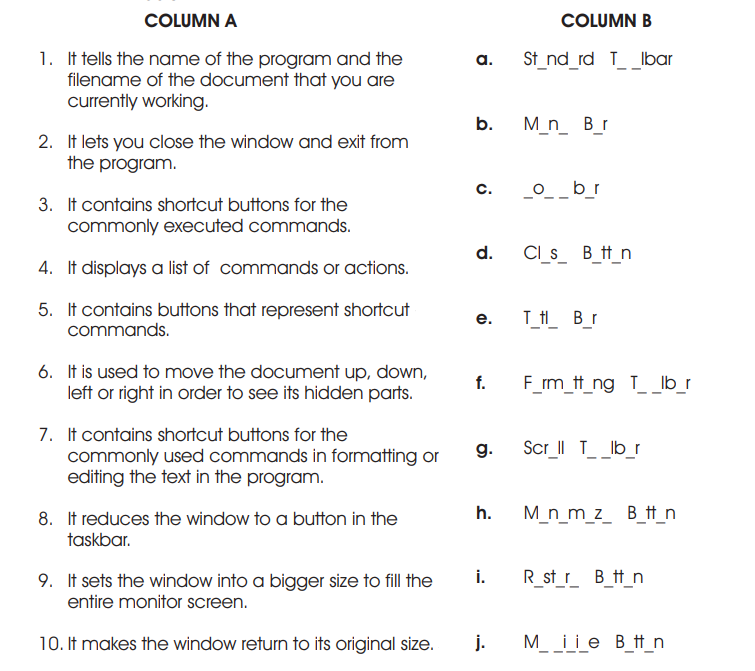 COLUMN A
COLUMN B
1. It tells the name of the program and the
filename of the document that you are
currently working.
2. It lets you close the window and exit from
the program.
3. It contains shortcut buttons for the
commonly executed commands.
4. It displays a list of commands or actions.
5. It contains buttons that represent shortcut
commands.
6. It is used to move the document up, down,
left or right in order to see its hidden parts.
7. It contains shortcut buttons for the
commonly used commands in formatting or
editing the text in the program.
8. It reduces the window to a button in the
taskbar.
9. It sets the window into a bigger size to fill the
entire monitor screen.
10. It makes the window return to its original size.
a. St_nd_rd T_ _lbar
b. M_n_ B_r
c. _o_ _b_r
d. Cl_s_ B_tt_n
e. T_tl_ B_r
f. F_rm_tt_ng T_ _lb_r
g. Scr_ll T_ _lb_r
h. M_n_m_z_ B_tt_n
i. R_st_r_ B_tt_n
j. M_ _i_i_e B_tt_n